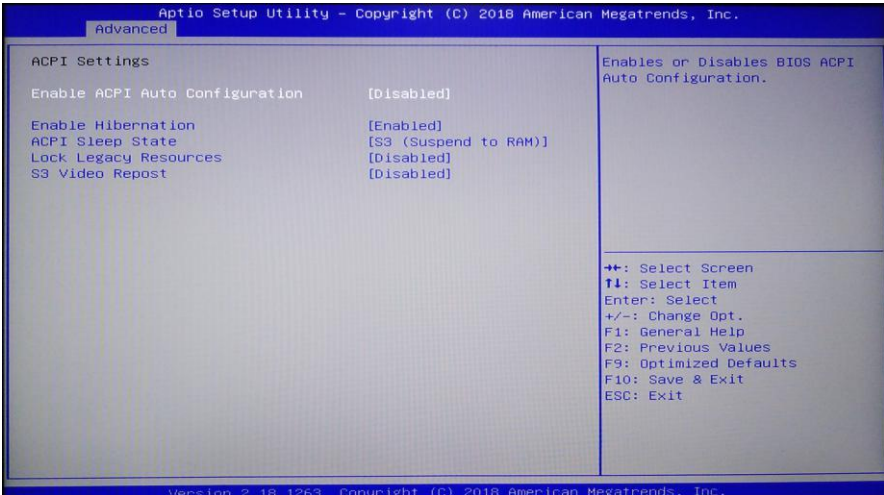 Aptio Setup Utility – Copyright (C) 2018 American Megatrends, Inc.
Advanced
ACPI Settings
Enable ACPI Auto Configuration [Disabled]
Enable Hibernation [Enabled]
ACPI Sleep State [S3 (Suspend to RAM)]
Lock Legacy Resources [Disabled]
S3 Video Repost [Disabled]
Enables or Disables BIOS ACPI
Auto Configuration.
→←: Select Screen
↑↓: Select Item
Enter: Select
+/-: Change Opt.
F1: General Help
F2: Previous Values
F9: Optimized Defaults
F10: Save & Exit
ESC: Exit
Version 2.18.1263. Copyright (C) 2018 American Megatrends, Inc.